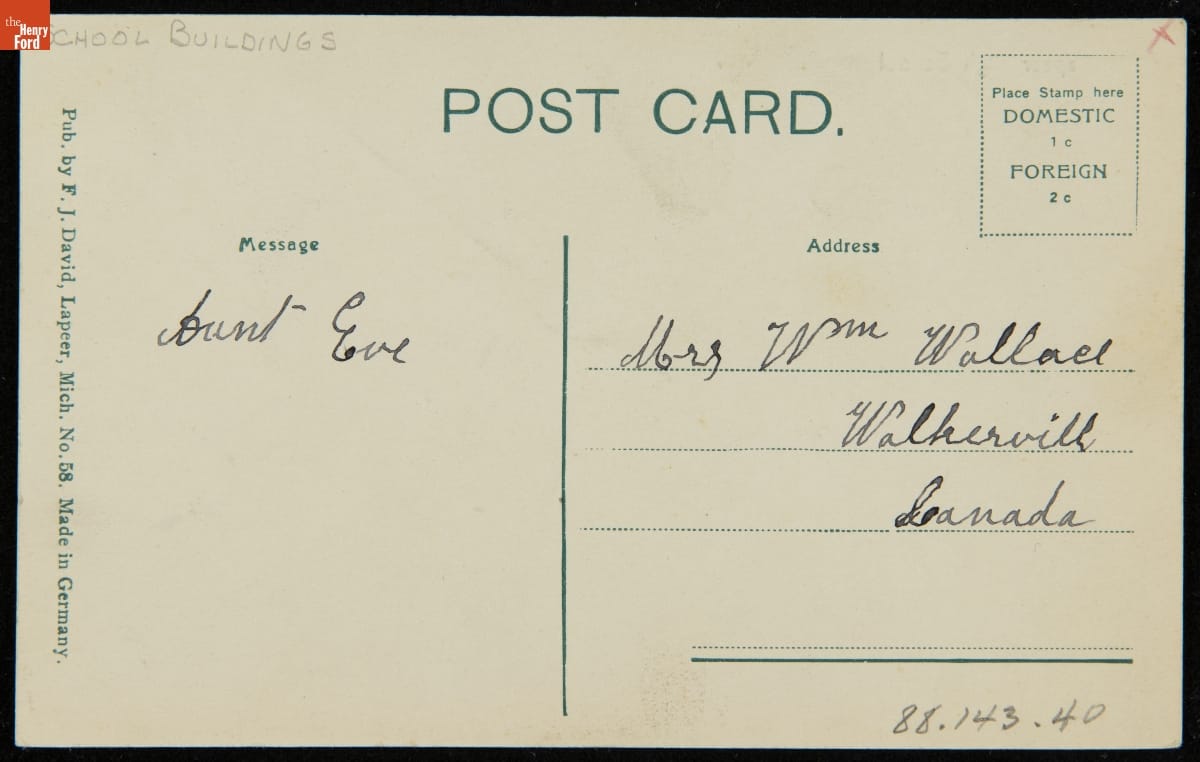 the
Henry
Ford
SCHOOL BUILDINGS
POST CARD.
Place Stamp here
DOMESTIC
1 c
FOREIGN
2 c
Pub. by F. J. David, Lapeer, Mich. No. 58. Made in Germany.
Message
Address
Aunt Eve
Mrs Wm Wallace
Walkervill
Canada
88.143.40